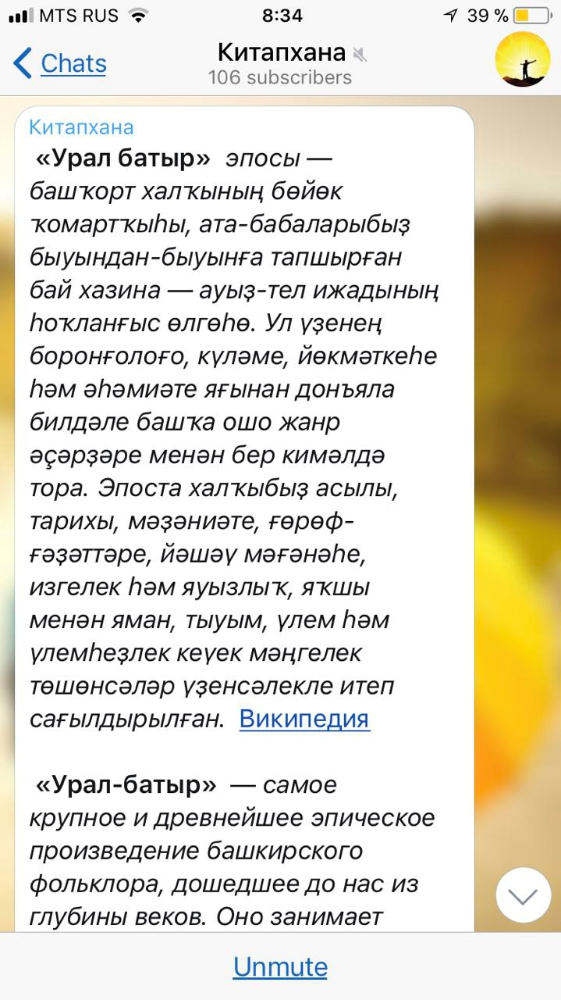 MTS RUS 8:34 39 %
Chats
Китапхана
106 subscribers
Китапхана
«Урал батыр» эпосы —
башҡорт халҡының бөйөк
ҡомартҡыһы, ата-бабаларыбыҙ
быуындан-быуынға тапшырған
бай хазина — ауыҙ-тел ижадының
һоҡланғыс өлгөһө. Ул үҙенең
боронғолоғо, күләме, йөкмәткеһе
һәм әһәмиәте яғынан донъяла
билдәле башҡа ошо жанр
әҫәрҙәре менән бер кимәлдә
тора. Эпоста халҡыбыҙ асылы,
тарихы, мәҙәниәте, ғөрөф-
ғәҙәттәре, йәшәү мәғәнәһе,
изгелек һәм яуызлыҡ, яҡшы
менән яман, тыуым, үлем һәм
үлемһеҙлек кеүек мәңгелек
төшөнсәләр үҙенсәлекле итеп
сағылдырылған. Википедия
«Урал-батыр» — самое
крупное и древнейшее эпическое
произведение башкирского
фольклора, дошедшее до нас из
глубины веков. Оно занимает
Unmute